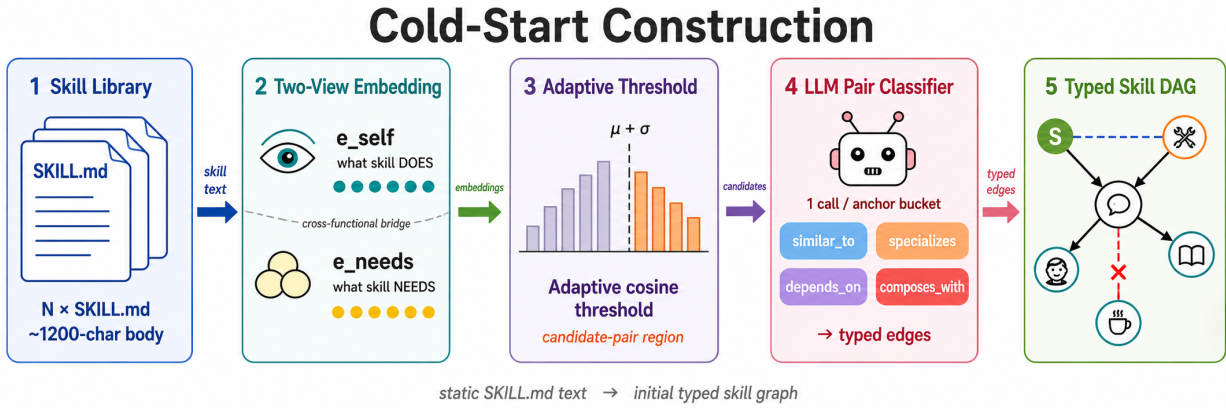 Cold-Start Construction
1 Skill Library
SKILL.md
N × SKILL.md
~1200-char body
skill
text
2 Two-View Embedding
e_self
what skill DOES
cross-functional bridge
e_needs
what skill NEEDS
embeddings
3 Adaptive Threshold
μ + σ
Adaptive cosine
threshold
candidate-pair region
candidates
4 LLM Pair Classifier
1 call / anchor bucket
similar_to
specializes
depends_on
composes_with
→ typed edges
typed
edges
5 Typed Skill DAG
S
static SKILL.md text → initial typed skill graph